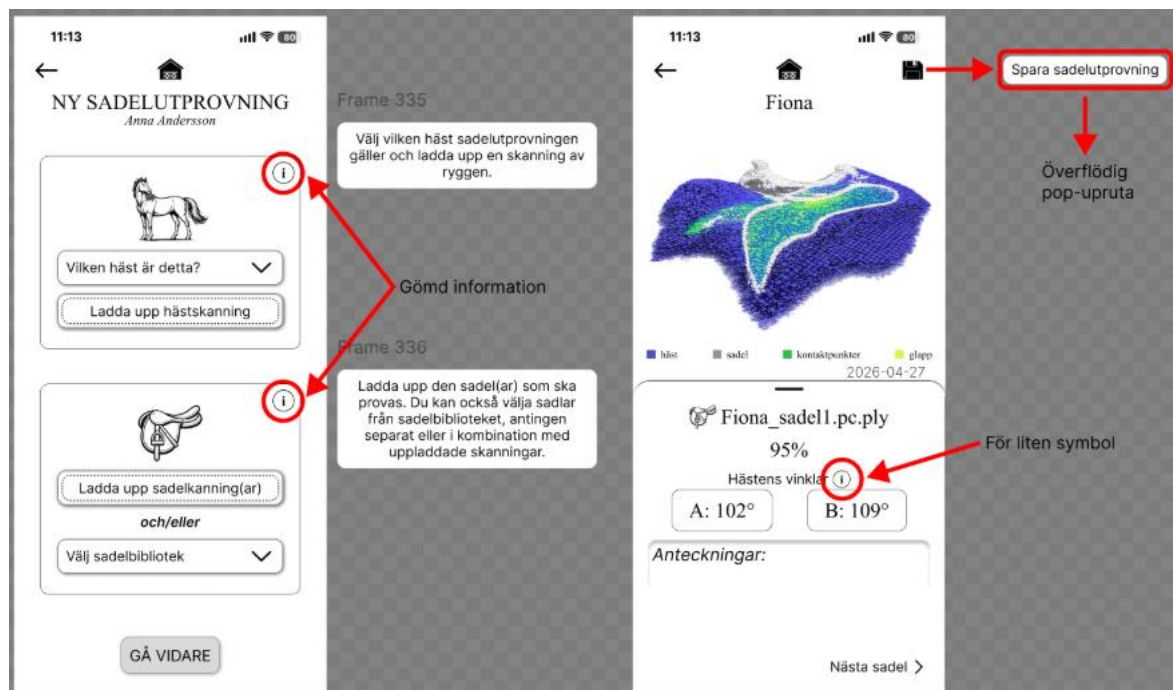 11:13
80
NY SADELUTPROVNING
Anna Andersson
i
Vilken häst är detta?
Ladda upp hästskanning
i
Ladda upp sadelkanning(ar)
och/eller
Välj sadelbibliotek
GÅ VIDARE
Frame 335
Välj vilken häst sadelutprovningen
gäller och ladda upp en skanning av
ryggen.
Gömd information
Frame 336
Ladda upp den sadel(ar) som ska
provas. Du kan också välja sadlar
från sadelbiblioteket, antingen
separat eller i kombination med
uppladdade skanningar.
11:13
80
Fiona
häst sadel kontaktpunkter glapp
2026-04-27
Fiona_sadel1.pc.ply
95%
Hästens vinklar i
A: 102° B: 109°
Anteckningar:
Nästa sadel >
Spara sadelutprovning
Överflödig
pop-upruta
För liten symbol